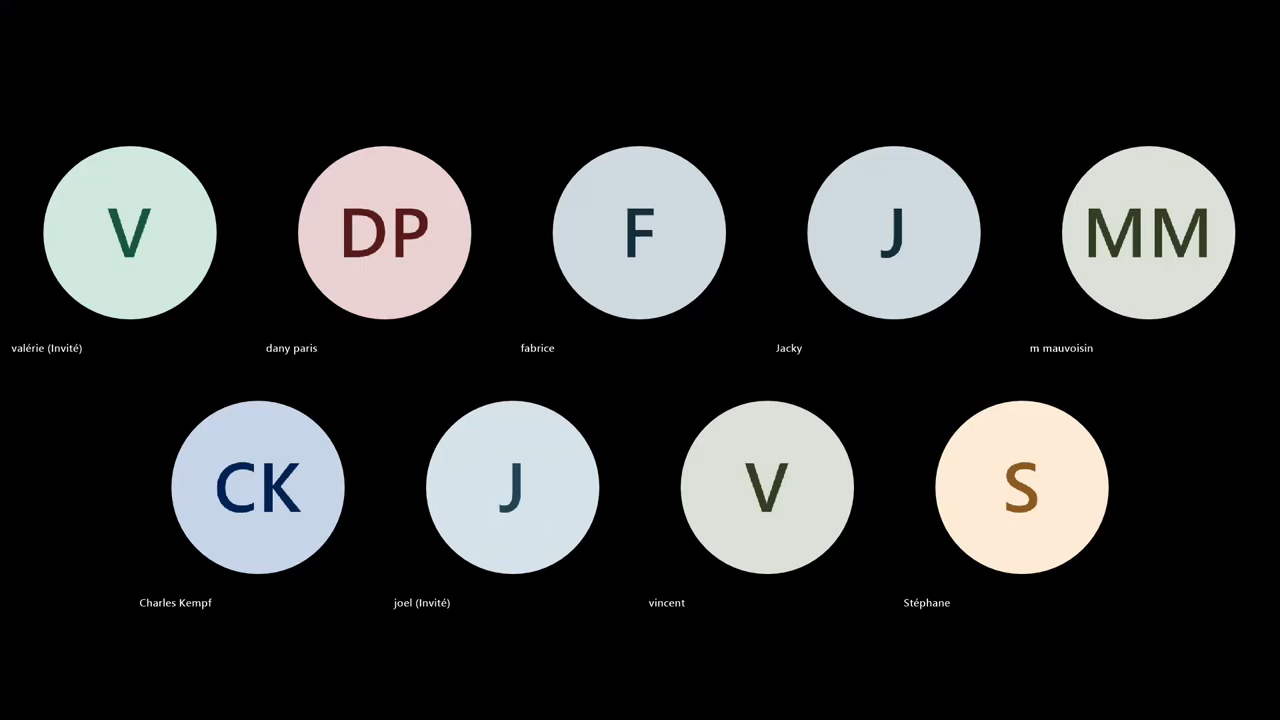 V
DP
F
J
MM
valérie (Invité)
dany paris
fabrice
Jacky
m mauvoisin
CK
J
V
S
Charles Kempf
joel (Invité)
vincent
Stéphane